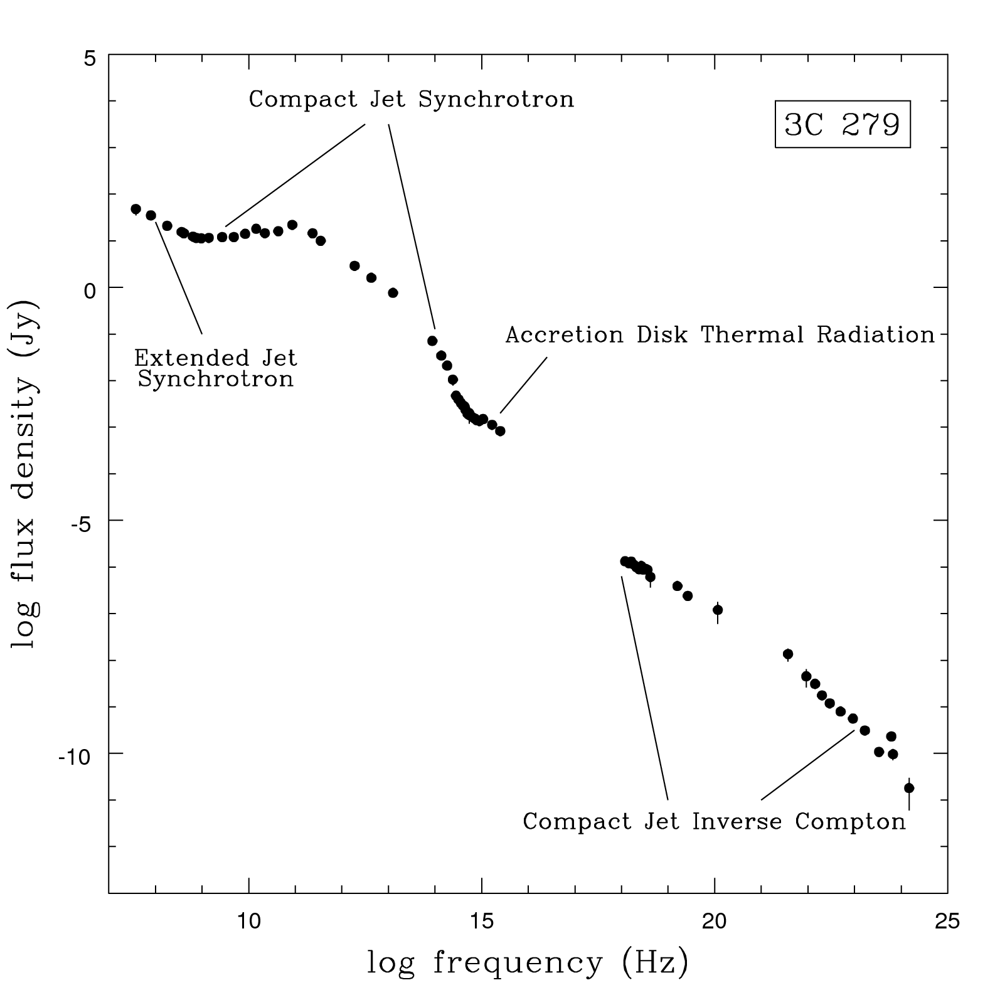 5
Compact Jet Synchrotron
3C 279
0
Accretion Disk Thermal Radiation
Extended Jet
Synchrotron
log flux density (Jy)
-5
-10
Compact Jet Inverse Compton
10
15
20
25
log frequency (Hz)